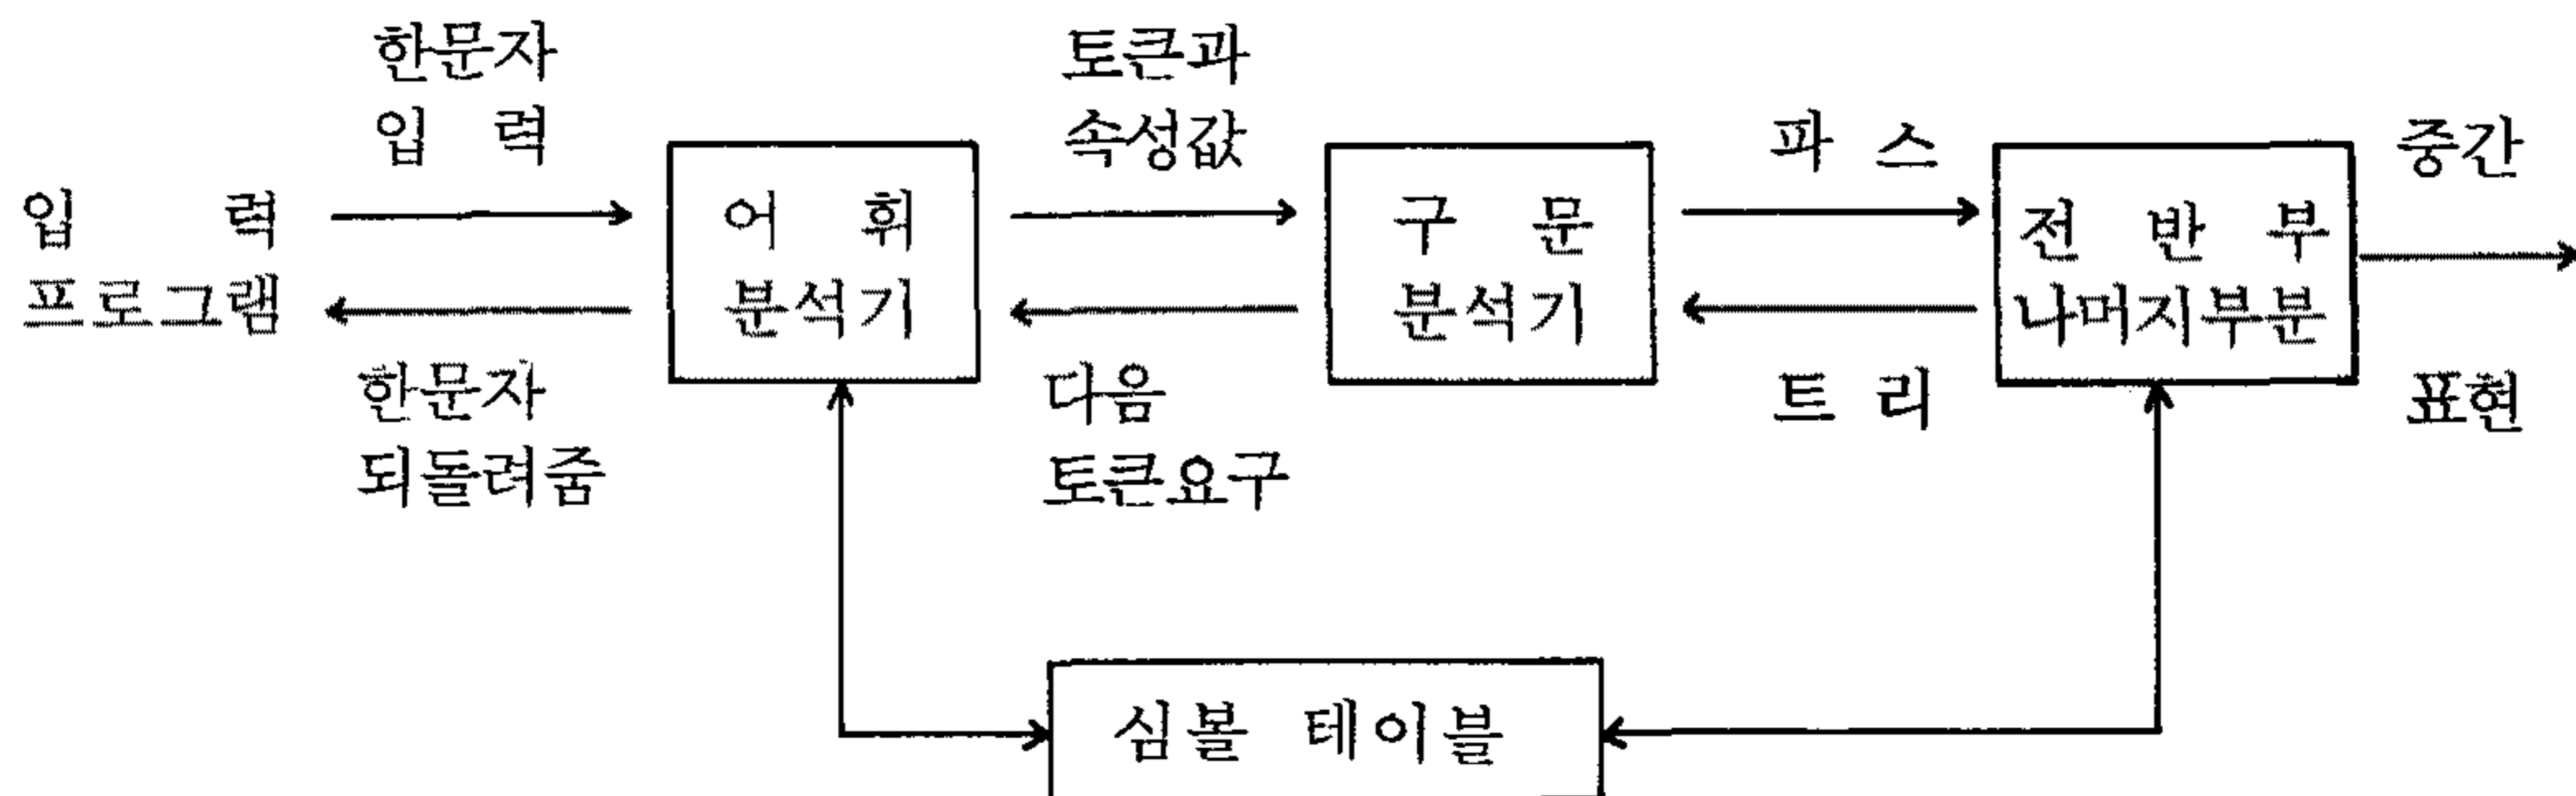 한문자
입 력
토큰과
속성값
파 스
중간
입 력
프로그램
어 휘
분석기
구 문
분석기
전 반 부
나머지부분
한문자
되돌려줌
다음
토큰요구
트 리
표현
심볼 테이블